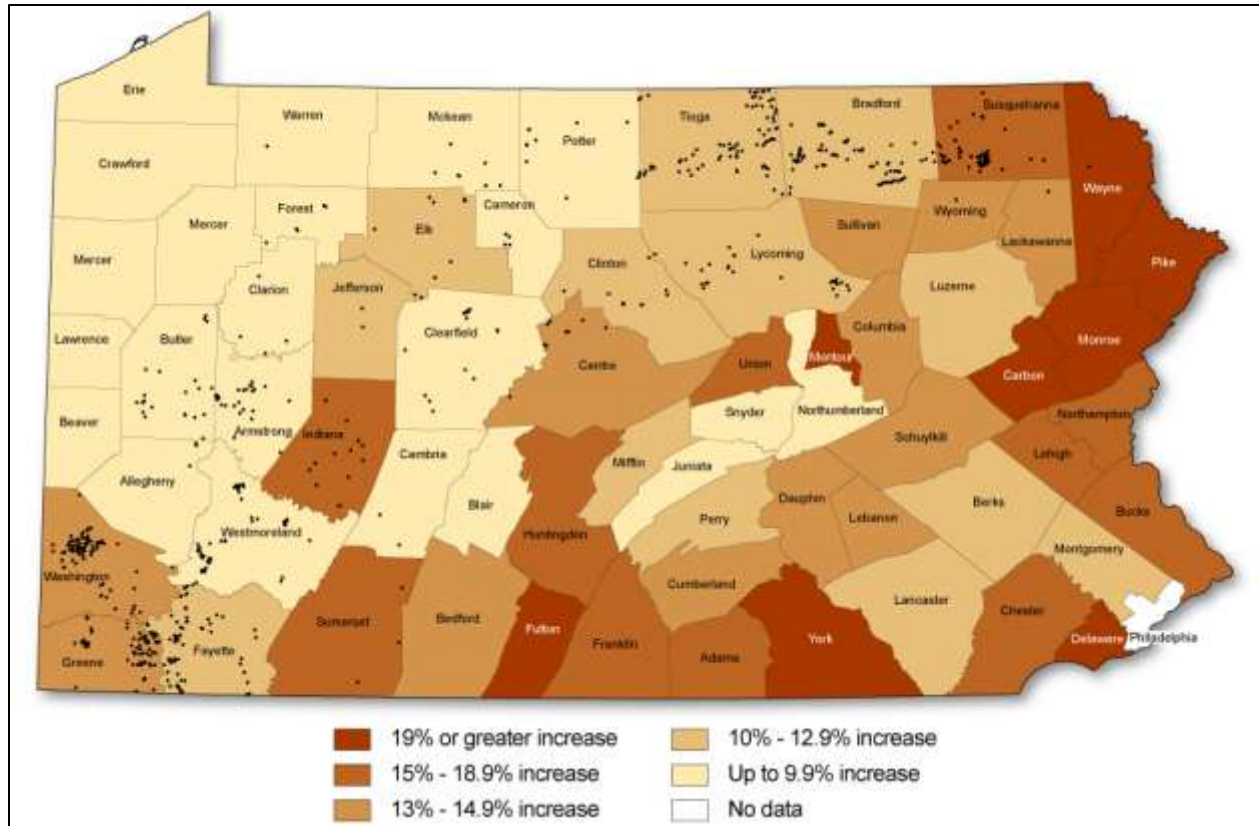 Erie
Warren
Mckean
Potter
Tioga
Bradford
Susquehanna
Crawford
Wayne
Forest
Cameron
Mercer
Elk
Sullivan
Wyoming
Lackawanna
Mercer
Clinton
Lycoming
Pike
Clarion
Jefferson
Luzerne
Clearfield
Columbia
Lawrence
Butler
Monroe
Centre
Union
Montour
Carbon
Beaver
Snyder
Northumberland
Northampton
Armstrong
Indiana
Schuylkill
Lehigh
Cambria
Mifflin
Juniata
Allegheny
Blair
Dauphin
Berks
Bucks
Perry
Lebanon
Westmoreland
Huntingdon
Montgomery
Washington
Cumberland
Lancaster
Somerset
Bedford
Chester
Fulton
Franklin
York
Delaware
Philadelphia
Greene
Fayette
Adams
19% or greater increase
15% - 18.9% increase
13% - 14.9% increase
10% - 12.9% increase
Up to 9.9% increase
No data